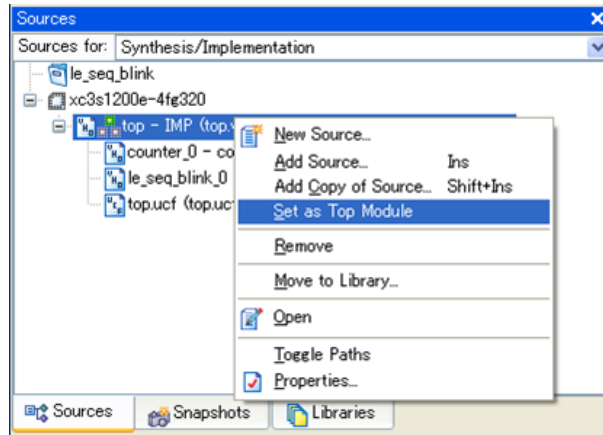 Sources
Sources for: Synthesis/Implementation
le_seq_blink
xc3s1200e-4fg320
top - IMP (top.v
counter_0 - co
le_seq_blink_0
top.ucf (top.uc
New Source...
Add Source... Ins
Add Copy of Source... Shift+Ins
Set as Top Module
Remove
Move to Library...
Open
Toggle Paths
Properties...
Sources Snapshots Libraries